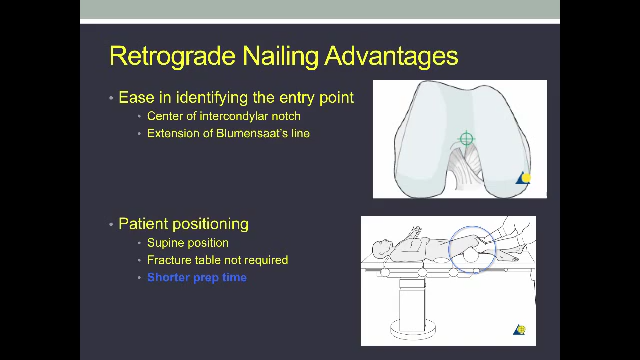 Retrograde Nailing Advantages
• Ease in identifying the entry point
• Center of intercondylar notch
• Extension of Blumensaat's line
• Patient positioning
• Supine position
• Fracture table not required
• Shorter prep time